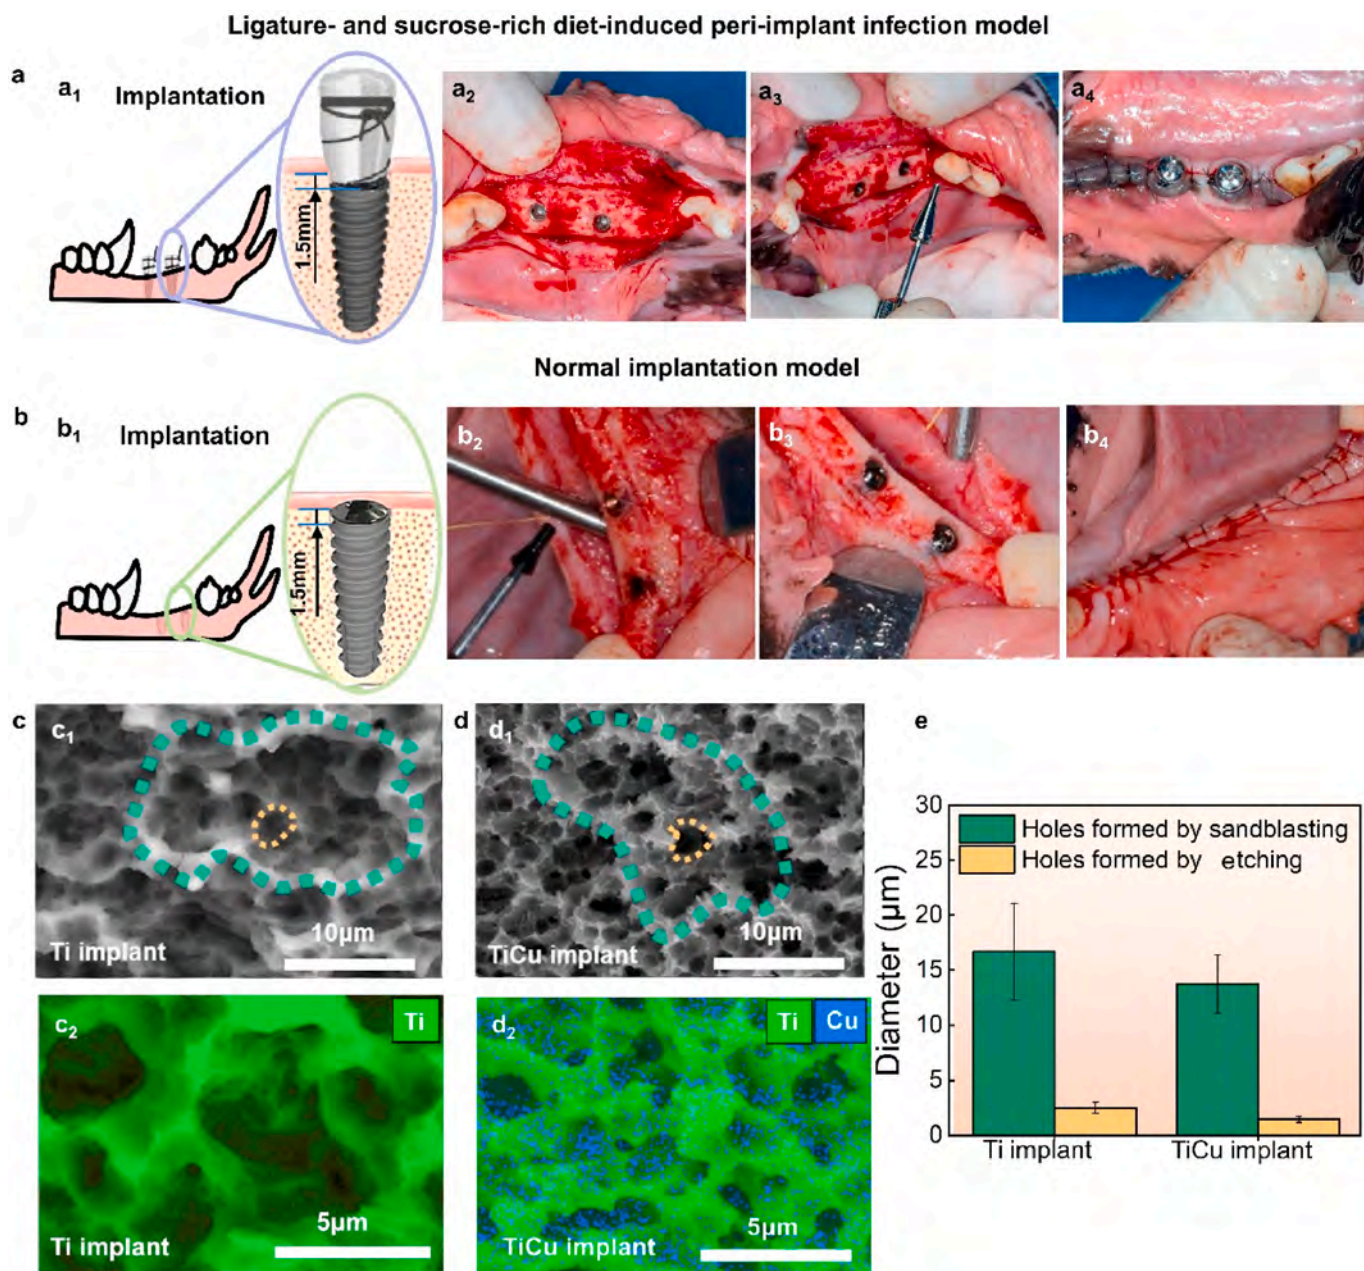 Ligature- and sucrose-rich diet-induced peri-implant infection model
a
a1 Implantation
1.5mm
a2
a3
a4
Normal implantation model
b
b1 Implantation
1.5mm
b2
b3
b4
c
c1
Ti implant
10μm
d
d1
TiCu implant
10μm
e
30
25
20
15
10
5
0
Diameter (μm)
Holes formed by sandblasting
Holes formed by etching
Ti implant
TiCu implant
c2
Ti
Ti implant
5μm
d2
Ti Cu
TiCu implant
5μm